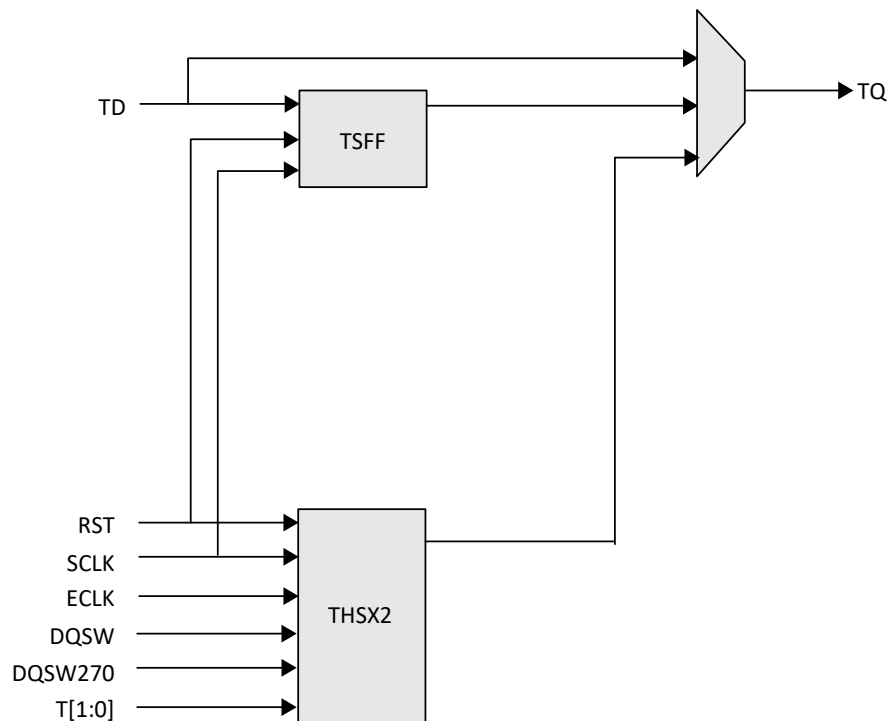 TD
TSFF
TQ
RST
SCLK
ECLK
THSX2
DQSW
DQSW270
T[1:0]